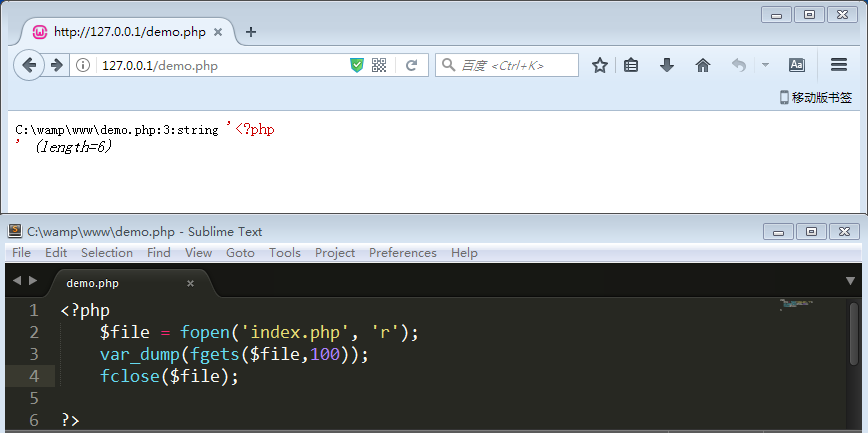 http://127.0.0.1/demo.php
127.0.0.1/demo.php
百度 <Ctrl+K>
Aa
移动版书签
C:\wamp\www\demo.php:3:string '<?php
' (length=6)
C:\wamp\www\demo.php - Sublime Text
File Edit Selection Find View Goto Tools Project Preferences Help
demo.php
1 <?php
2 $file = fopen('index.php', 'r');
3 var_dump(fgets($file,100));
4 fclose($file);
5
6 ?>